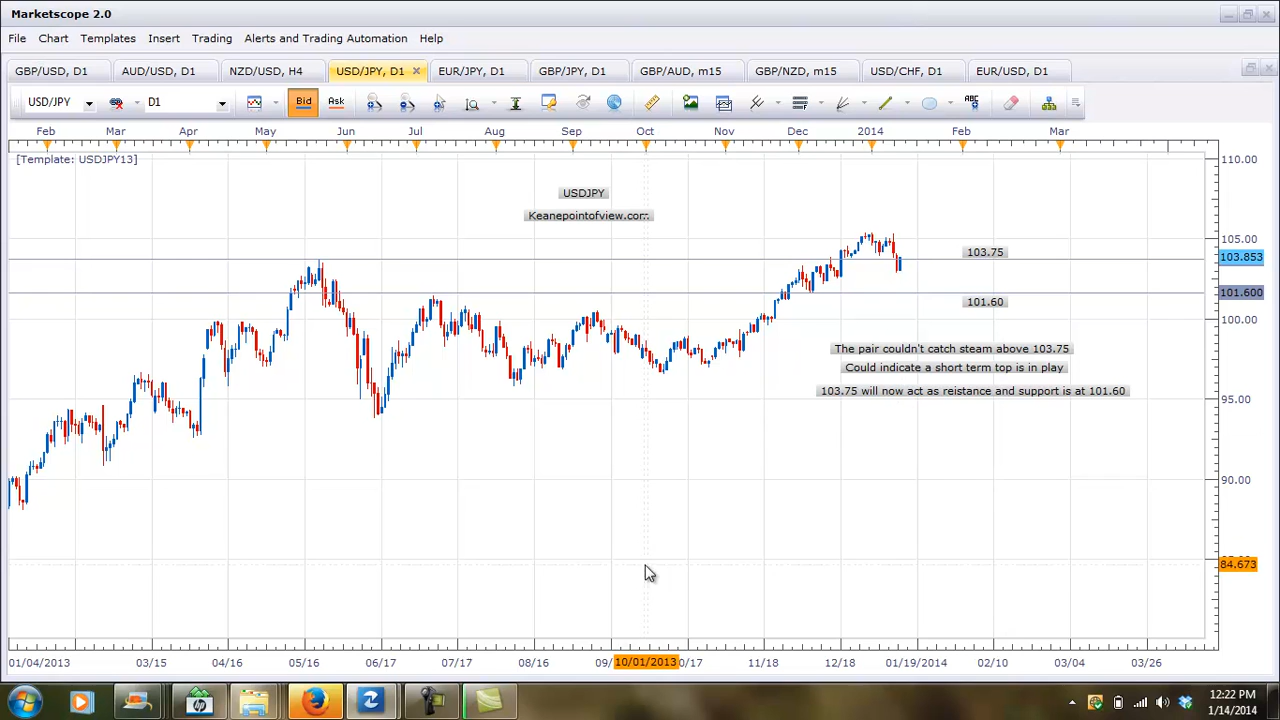 Marketscope 2.0
File Chart Templates Insert Trading Alerts and Trading Automation Help
GBP/USD, D1 AUD/USD, D1 NZD/USD, H4 USD/JPY, D1 EUR/JPY, D1 GBP/JPY, D1 GBP/AUD, m15 GBP/NZD, m15 USD/CHF, D1 EUR/USD, D1
USD/JPY D1 Bid Ask ABC
Feb Mar Apr May Jun Jul Aug Sep Oct Nov Dec 2014 Feb Mar
[Template: USDJPY13]
110.00
USDJPY
Keanepointofview.com
105.00
103.75
103.853
101.600
101.60
100.00
The pair couldn't catch steam above 103.75
Could indicate a short term top is in play
103.75 will now act as reistance and support is at 101.60
95.00
90.00
84.673
01/04/2013 03/15 04/16 05/16 06/17 07/17 08/16 09/ 10/01/2013 0/17 11/18 12/18 01/19/2014 02/10 03/04 03/26
12:22 PM
1/14/2014